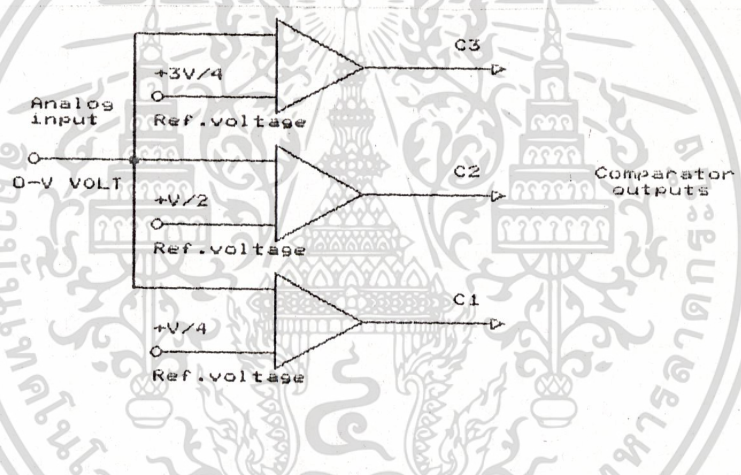 C3
+3V/4
Analog
input
Ref.voltage
0-V VOLT
C2
Comparator
outputs
+V/2
Ref.voltage
C1
+V/4
Ref.voltage